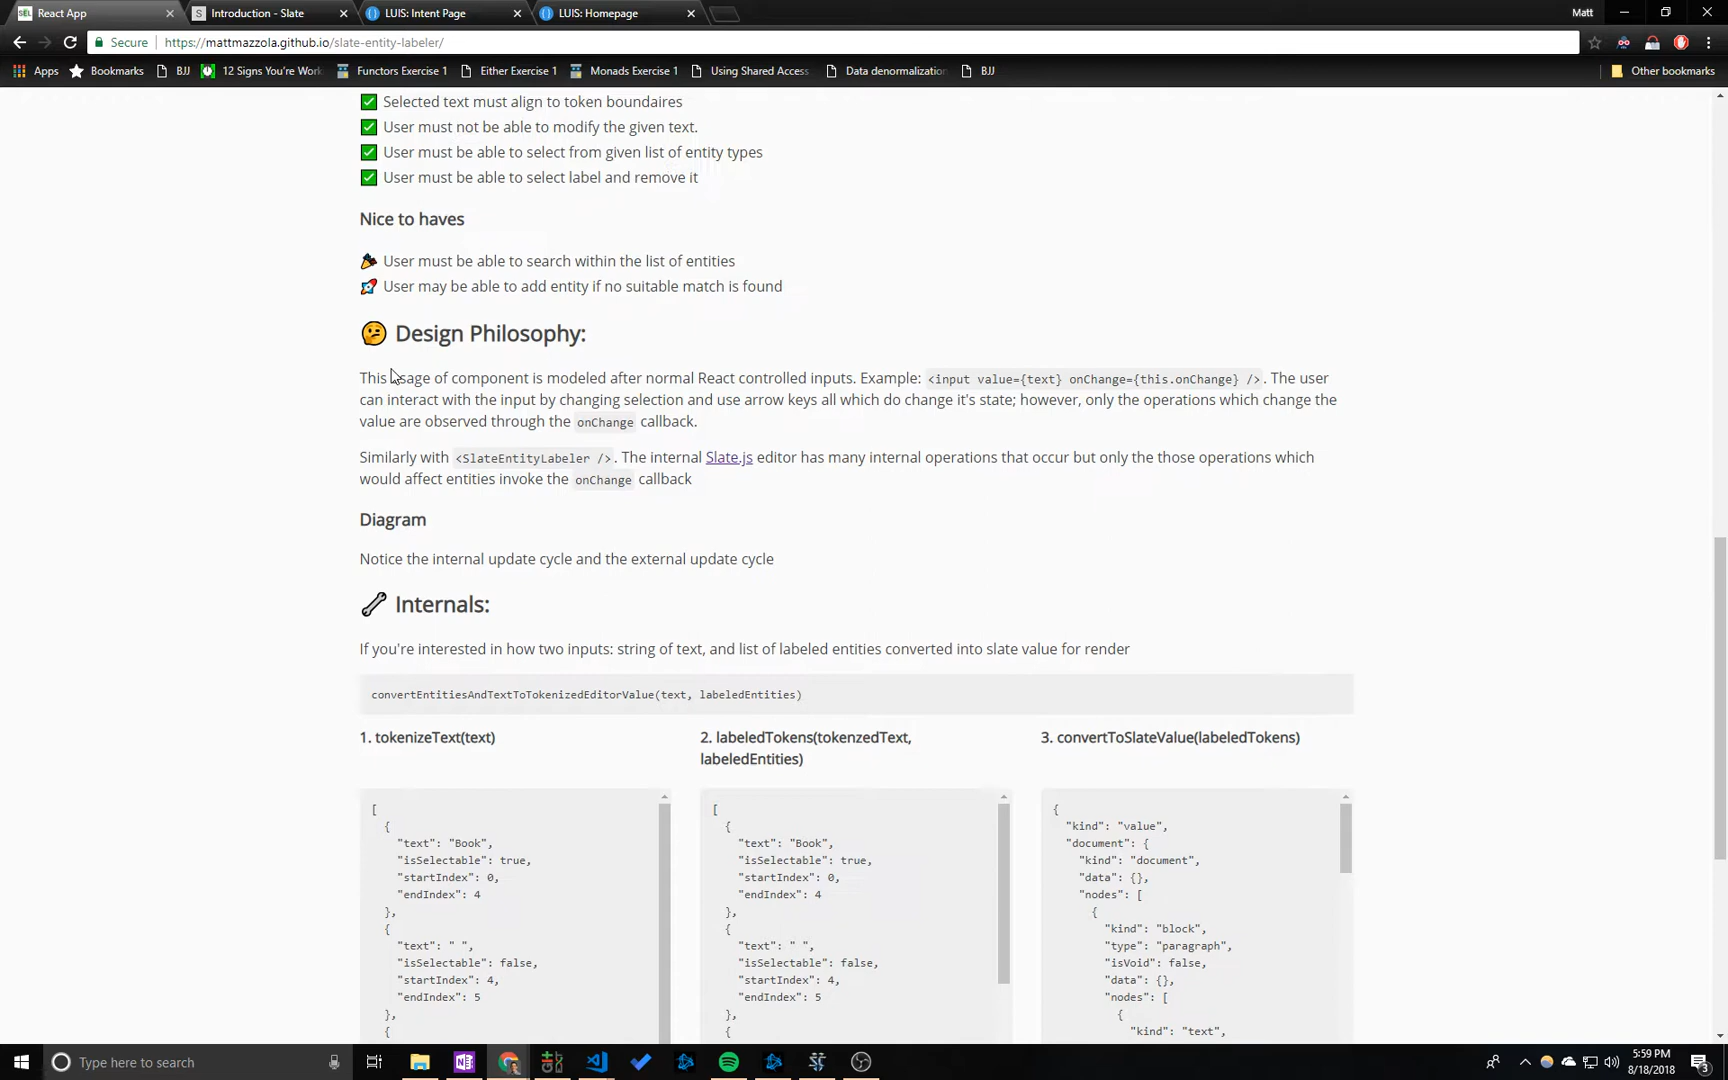 React App
Introduction - Slate
LUIS: Intent Page
LUIS: Homepage
Matt
Secure
https://mattmazzola.github.io/slate-entity-labeler/
Apps
Bookmarks
BJJ
12 Signs You're Work
Functors Exercise 1
Either Exercise 1
Monads Exercise 1
Using Shared Access
Data denormalizatio
BJJ
Other bookmarks
Selected text must align to token boundaires
User must not be able to modify the given text.
User must be able to select from given list of entity types
User must be able to select label and remove it
Nice to haves
User must be able to search within the list of entities
User may be able to add entity if no suitable match is found
Design Philosophy:
This usage of component is modeled after normal React controlled inputs. Example: <input value={text} onChange={this.onChange} />. The user
can interact with the input by changing selection and use arrow keys all which do change it's state; however, only the operations which change the
value are observed through the onChange callback.
Similarly with <SlateEntityLabeler />. The internal Slate.js editor has many internal operations that occur but only the those operations which
would affect entities invoke the onChange callback
Diagram
Notice the internal update cycle and the external update cycle
Internals:
If you're interested in how two inputs: string of text, and list of labeled entities converted into slate value for render
convertEntitiesAndTextToTokenizedEditorValue(text, labeledEntities)
1. tokenizeText(text)
[
{
"text": "Book",
"isSelectable": true,
"startIndex": 0,
"endIndex": 4
},
{
"text": " ",
"isSelectable": false,
"startIndex": 4,
"endIndex": 5
},
{
2. labeledTokens(tokenzedText,
labeledEntities)
[
{
"text": "Book",
"isSelectable": true,
"startIndex": 0,
"endIndex": 4
},
{
"text": " ",
"isSelectable": false,
"startIndex": 4,
"endIndex": 5
},
{
3. convertToSlateValue(labeledTokens)
{
"kind": "value",
"document": {
"kind": "document",
"data": {},
"nodes": [
{
"kind": "block",
"type": "paragraph",
"isVoid": false,
"data": {},
"nodes": [
{
"kind": "text",
Type here to search
5:59 PM
8/18/2018
3